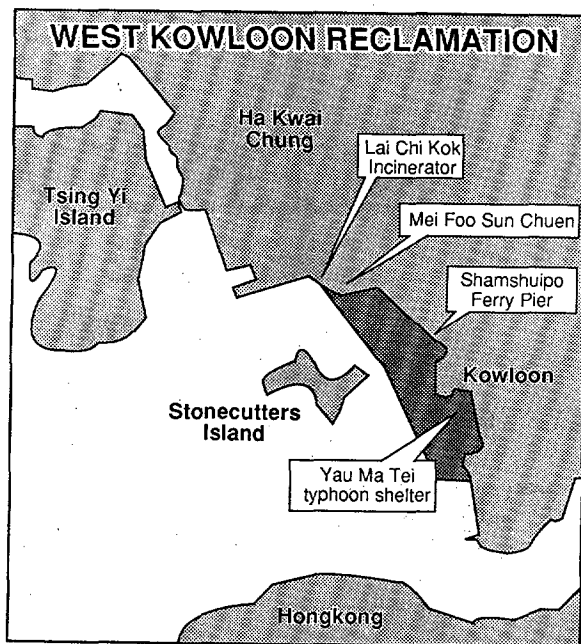 WEST KOWLOON RECLAMATION
Ha Kwai
Chung
Lai Chi Kok
Incinerator
Tsing Yi
Island
Mei Foo Sun Chuen
Shamshuipo
Ferry Pier
Kowloon
Stonecutters
Island
Yau Ma Tei
typhoon shelter
Hongkong